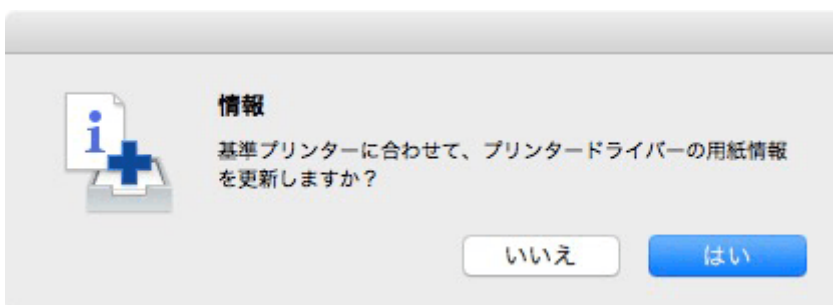 情報
基準プリンターに合わせて、プリンタードライバーの用紙情報
を更新しますか？
いいえ
はい